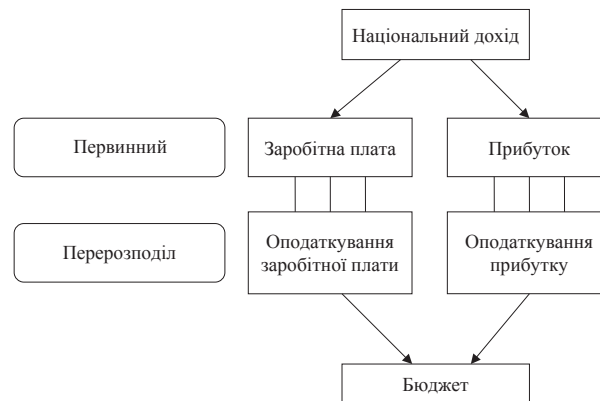 Національний дохід
Первинний
Заробітна плата
Прибуток
Перерозподіл
Оподаткування
заробітної плати
Оподаткування
прибутку
Бюджет